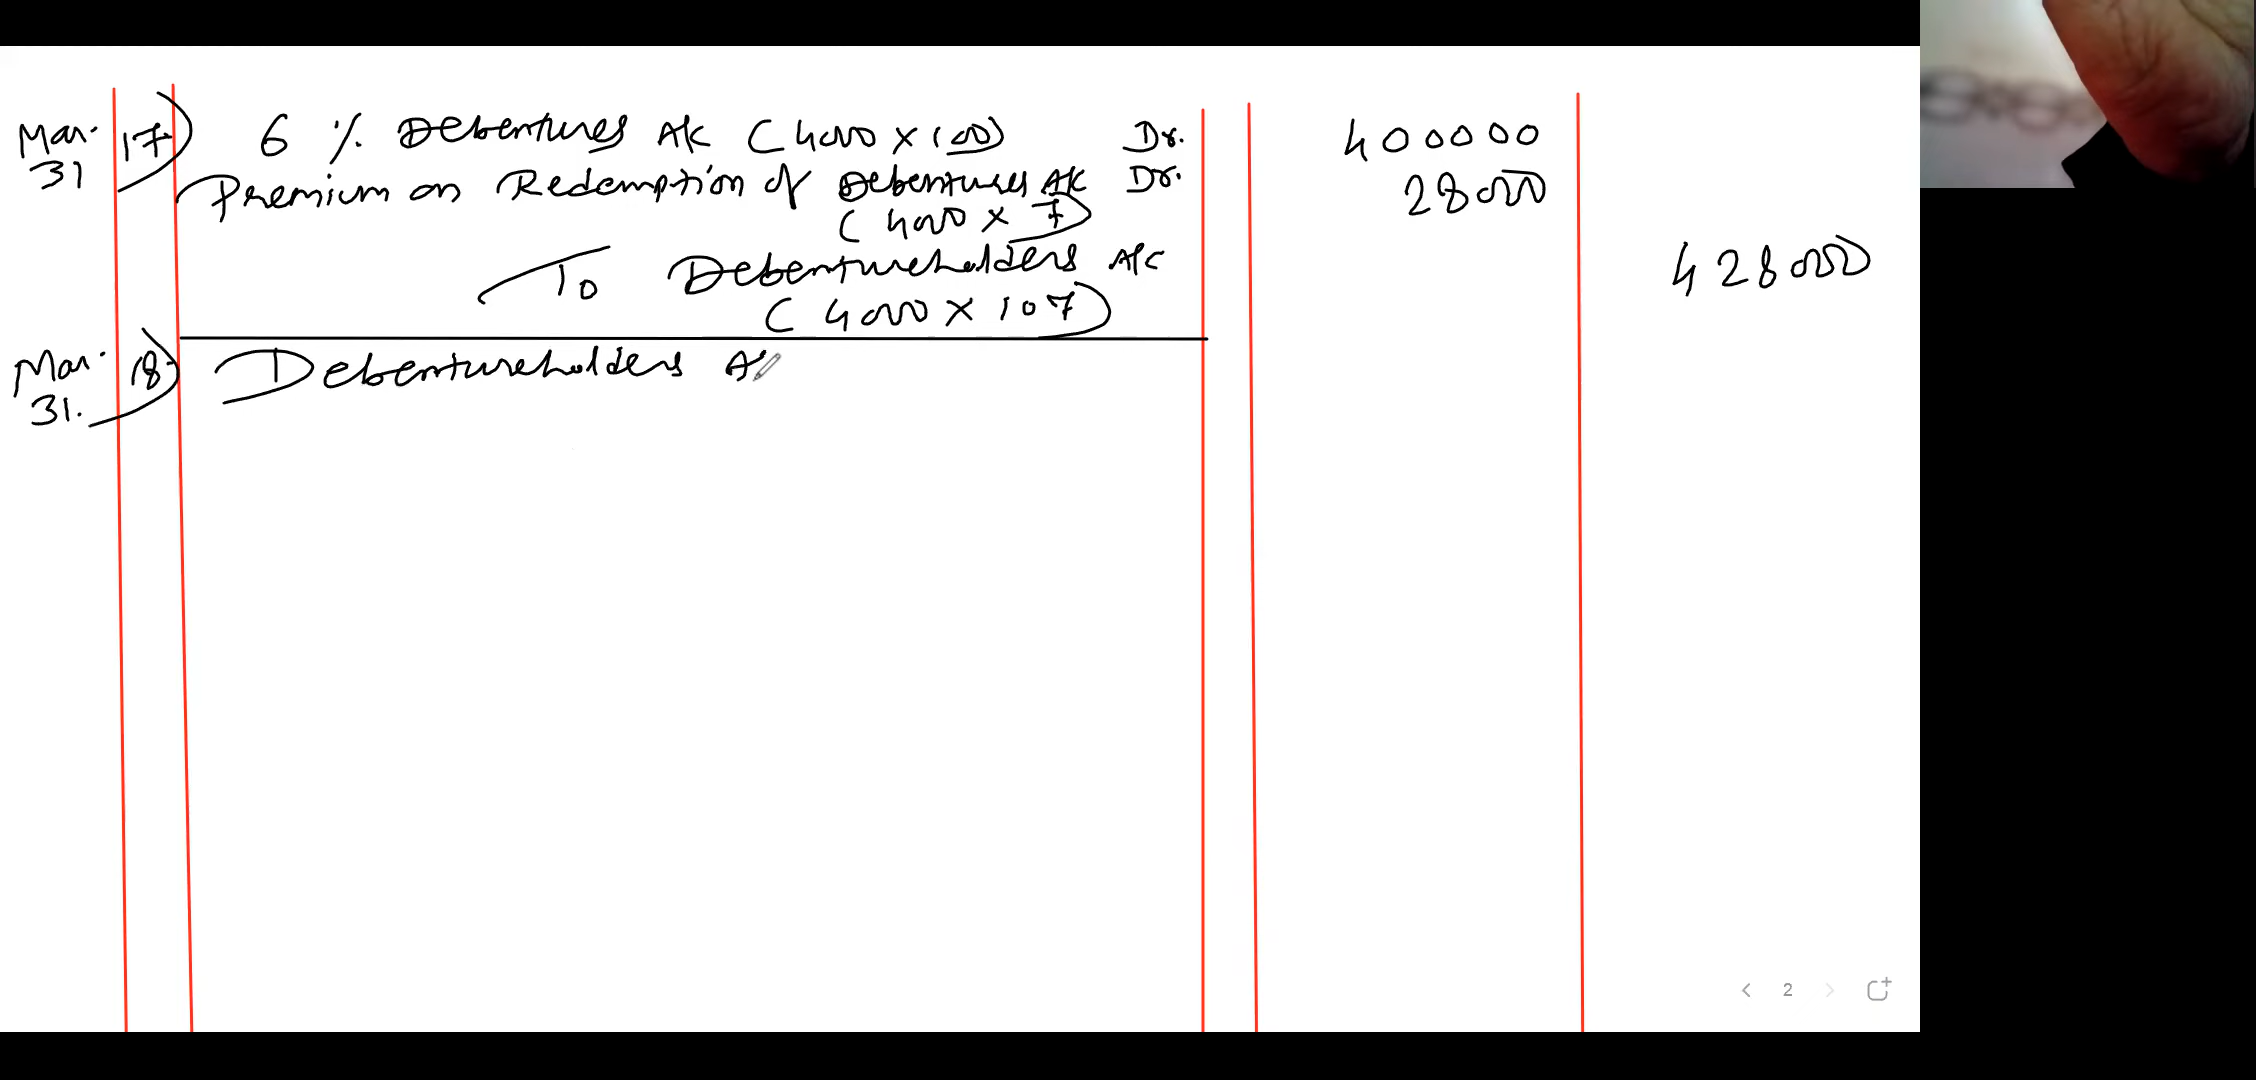 Mar. 17) 6 % Debentures A/c (4000 x 100) Dr. 400000
31 Premium on Redemption of Debentures A/c Dr. 28000
(4000 x 7)
To Debentureholders A/c 428000
(4000 x 107)
Mar. 18) Debentureholders A
31.
< 2 >